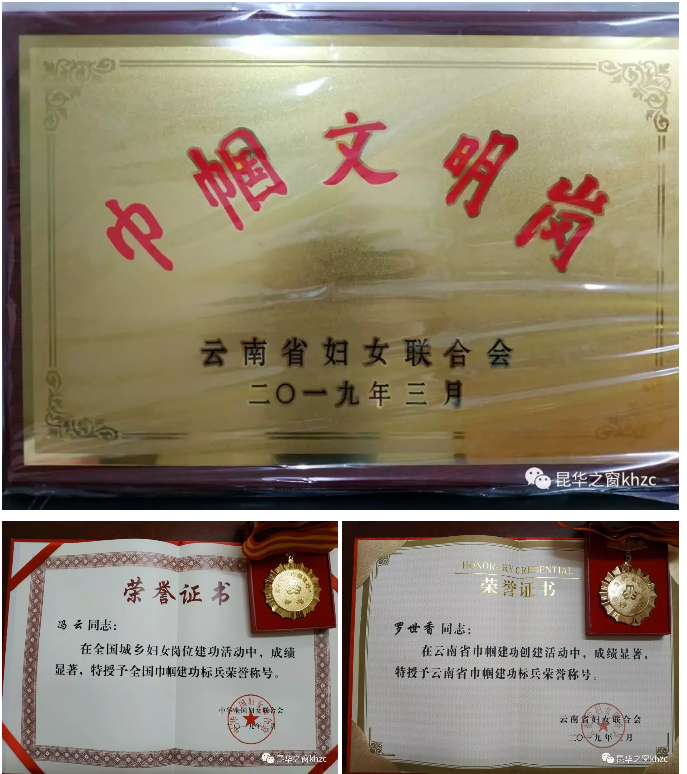 巾帼文明岗
云南省妇女联合会
二〇一九年三月
昆华之窗khzc
荣誉证书
冯云同志：
在全国城乡妇女岗位建功活动中，成绩
显著，特授予全国巾帼建功标兵荣誉称号。
中华全国妇女联合会
昆华之窗khzc
HONORARY CREDENTIAL
荣誉证书
罗世香同志：
在云南省巾帼建功创建活动中，成绩显著，
特授予云南省巾帼建功标兵荣誉称号。
云南省妇女联合会
二〇一九年三月
昆华之窗khzc